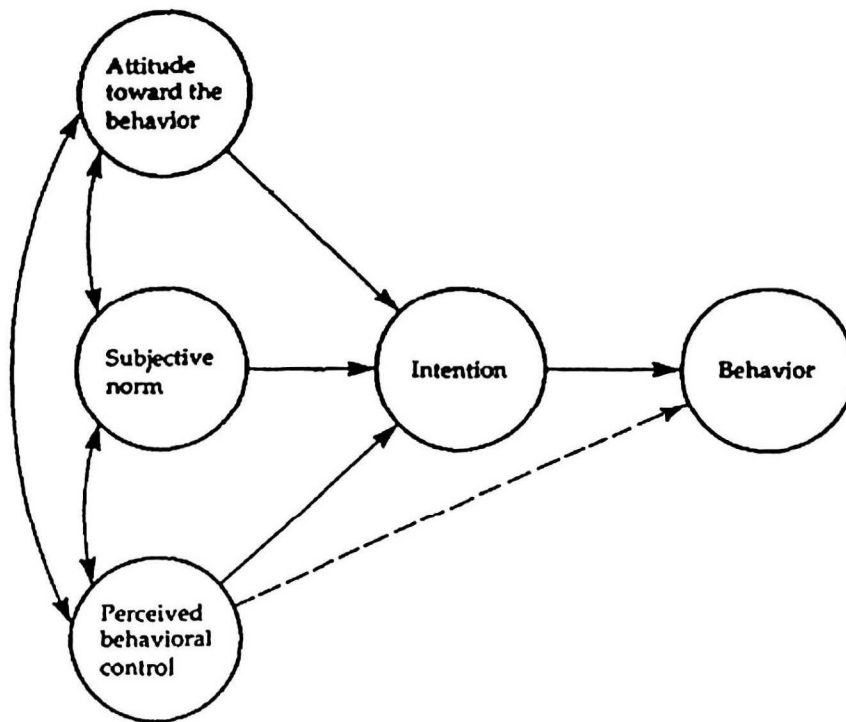 Attitude
toward the
behavior
Subjective
norm
Intention
Behavior
Perceived
behavioral
control